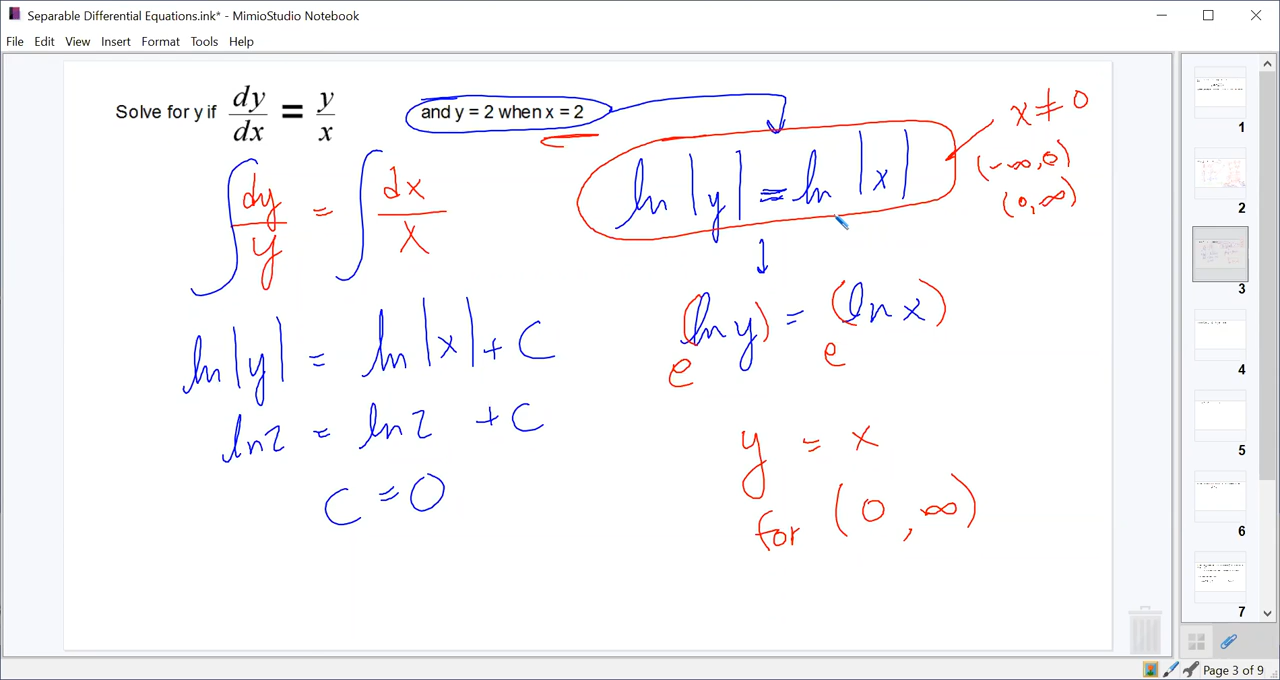 Separable Differential Equations.ink* - MimioStudio Notebook
File Edit View Insert Format Tools Help
Solve for y if dy/dx = y/x and y = 2 when x = 2
∫ dy/y = ∫ dx/x
ln |y| = ln |x| + C
ln 2 = ln 2 + C
C = 0
ln |y| = ln |x|
x ≠ 0
(-∞, 0)
(0, ∞)
e^(ln y) = e^(ln x)
y = x
for (0, ∞)
1
2
3
4
5
6
7
Page 3 of 9